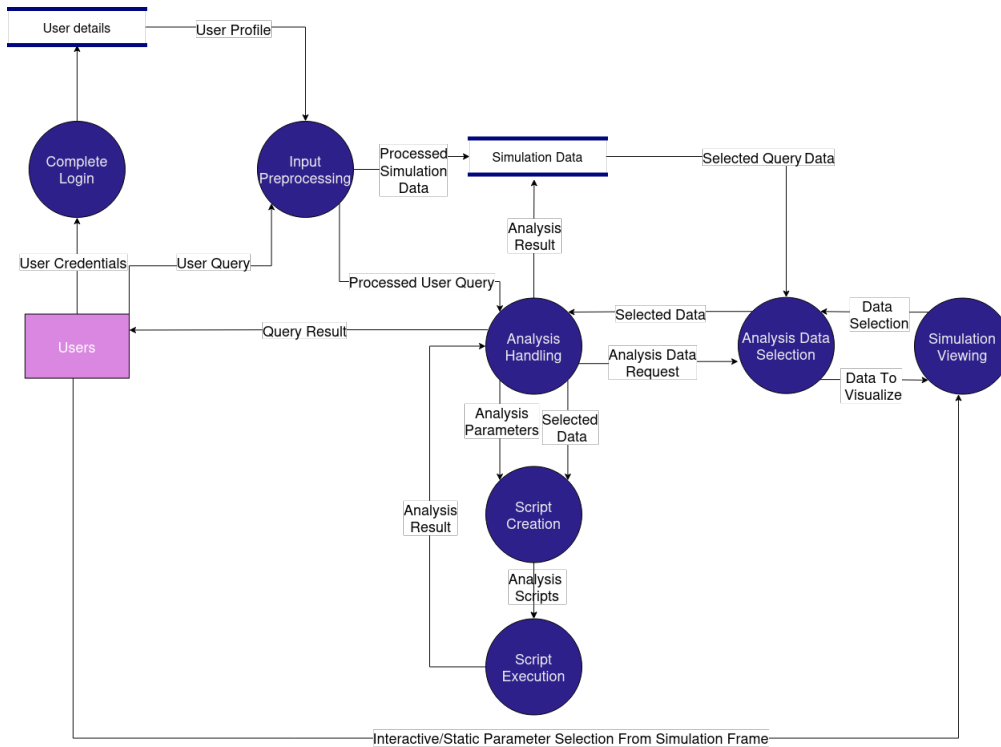 User details
User Profile
Complete
Login
Input
Preprocessing
Processed
Simulation
Data
Simulation Data
Selected Query Data
User Credentials
User Query
Analysis
Result
Processed User Query
Users
Query Result
Analysis
Handling
Selected Data
Analysis Data
Request
Analysis Data
Selection
Data
Selection
Data To
Visualize
Simulation
Viewing
Analysis
Parameters
Selected
Data
Script
Creation
Analysis
Result
Analysis
Scripts
Script
Execution
Interactive/Static Parameter Selection From Simulation Frame